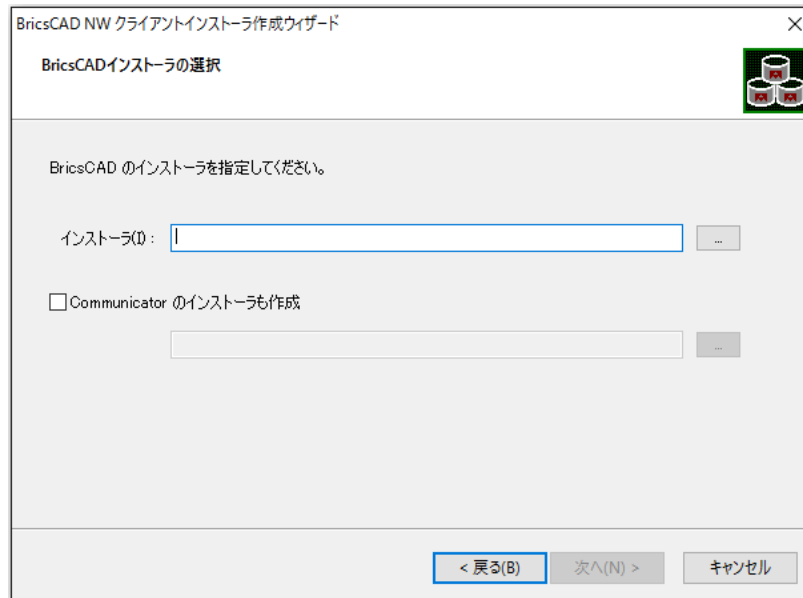 BricsCAD NW クライアントインストーラ作成ウィザード
BricsCADインストーラの選択
BricsCAD のインストーラを指定してください。
インストーラ(I) :
...
Communicator のインストーラも作成
...
< 戻る(B)
次へ(N) >
キャンセル